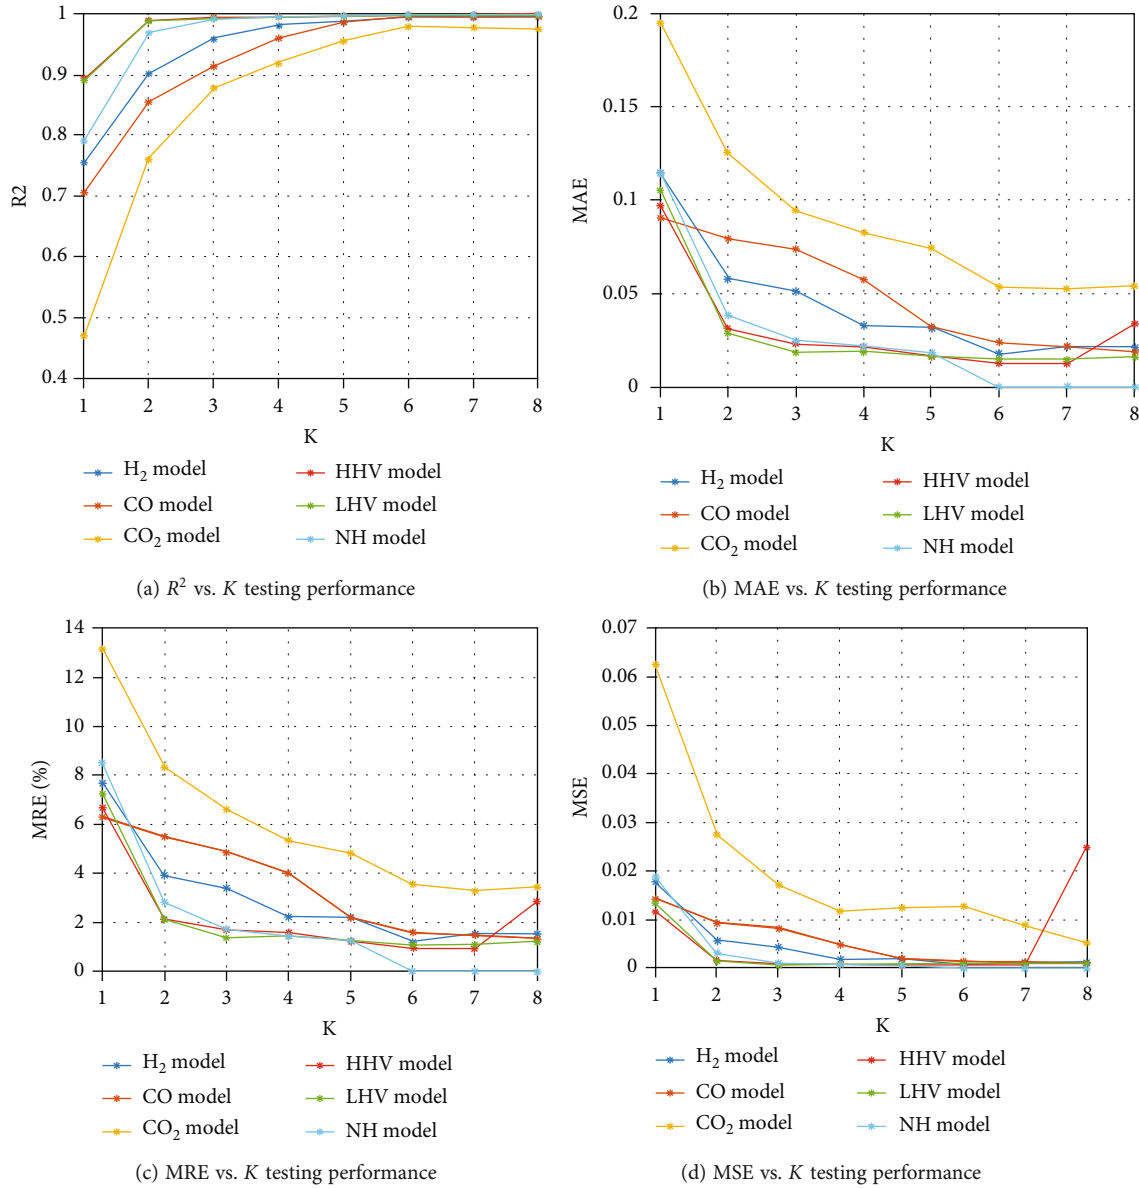 1
0.9
0.8
0.7
0.6
0.5
0.4
R2
1 2 3 4 5 6 7 8
K
H2 model
CO model
CO2 model
HHV model
LHV model
NH model
(a) R² vs. K testing performance
0.2
0.15
0.1
0.05
0
MAE
1 2 3 4 5 6 7 8
K
H2 model
CO model
CO2 model
HHV model
LHV model
NH model
(b) MAE vs. K testing performance
14
12
10
8
6
4
2
0
MRE (%)
1 2 3 4 5 6 7 8
K
H2 model
CO model
CO2 model
HHV model
LHV model
NH model
(c) MRE vs. K testing performance
0.07
0.06
0.05
0.04
0.03
0.02
0.01
0
MSE
1 2 3 4 5 6 7 8
K
H2 model
CO model
CO2 model
HHV model
LHV model
NH model
(d) MSE vs. K testing performance